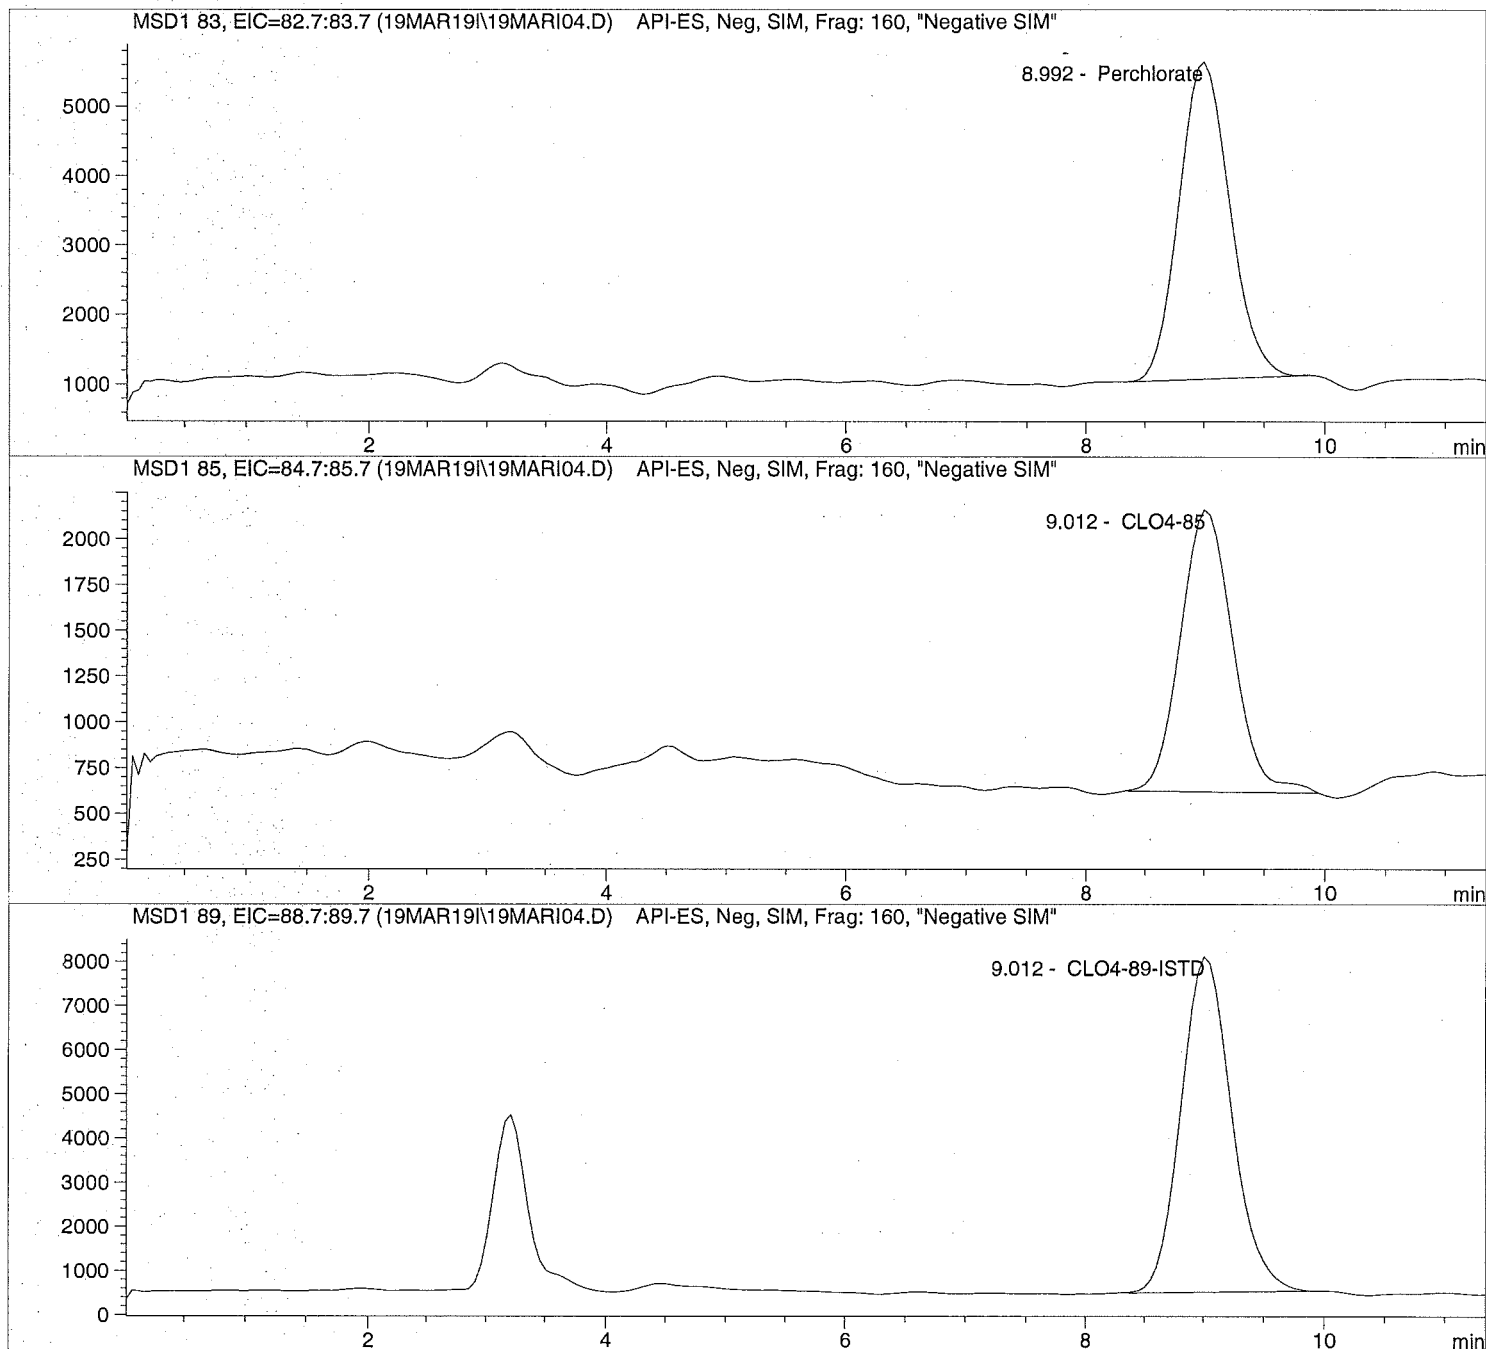 MSD1 83, EIC=82.7:83.7 (19MAR19I\19MARI04.D) API-ES, Neg, SIM, Frag: 160, "Negative SIM"
8.992 - Perchlorate
5000
4000
3000
2000
1000
2 4 6 8 10 min
MSD1 85, EIC=84.7:85.7 (19MAR19I\19MARI04.D) API-ES, Neg, SIM, Frag: 160, "Negative SIM"
9.012 - CLO4-85
2000
1750
1500
1250
1000
750
500
250
2 4 6 8 10 min
MSD1 89, EIC=88.7:89.7 (19MAR19I\19MARI04.D) API-ES, Neg, SIM, Frag: 160, "Negative SIM"
9.012 - CLO4-89-ISTD
8000
7000
6000
5000
4000
3000
2000
1000
0
2 4 6 8 10 min